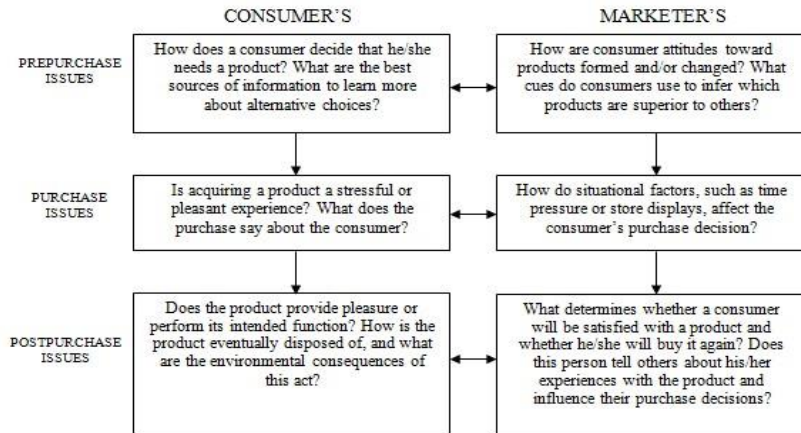 CONSUMER'S
MARKETER'S
PREPURCHASE
ISSUES
How does a consumer decide that he/she
needs a product? What are the best
sources of information to learn more
about alternative choices?
How are consumer attitudes toward
products formed and/or changed? What
cues do consumers use to infer which
products are superior to others?
PURCHASE
ISSUES
Is acquiring a product a stressful or
pleasant experience? What does the
purchase say about the consumer?
How do situational factors, such as time
pressure or store displays, affect the
consumer's purchase decision?
POSTPURCHASE
ISSUES
Does the product provide pleasure or
perform its intended function? How is the
product eventually disposed of, and what
are the environmental consequences of
this act?
What determines whether a consumer
will be satisfied with a product and
whether he/she will buy it again? Does
this person tell others about his/her
experiences with the product and
influence their purchase decisions?